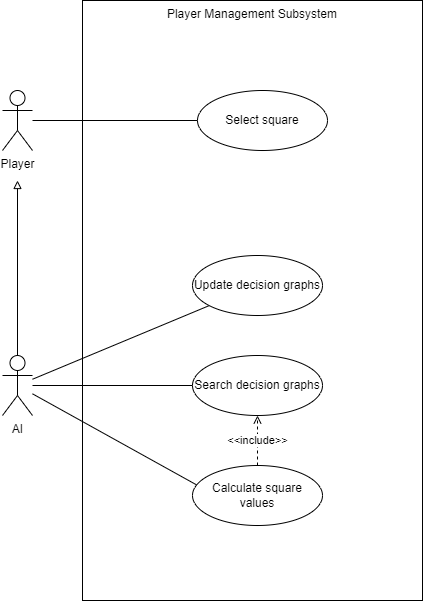 Player Management Subsystem
Select square
Player
Update decision graphs
Search decision graphs
AI
<<include>>
Calculate square
values